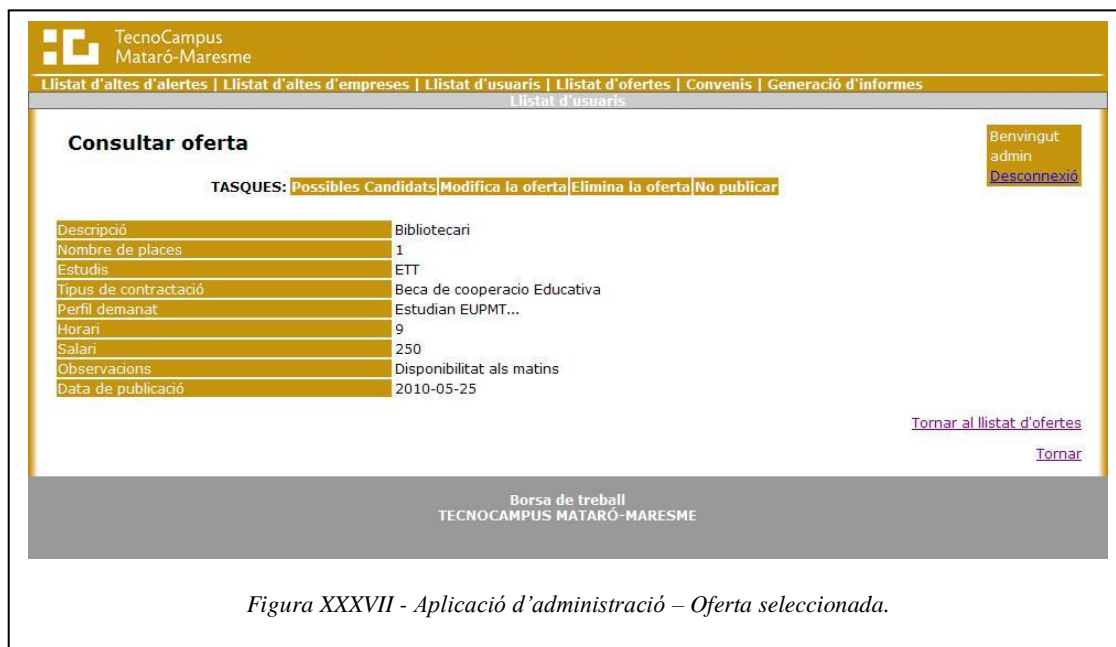 TecnoCampus
Mataró-Maresme
Llistat d'altes d'alertes | Llistat d'altes d'empreses | Llistat d'usuaris | Llistat d'ofertes | Convenis | Generació d'informes
Llistat d'usuaris
Consultar oferta
Benvingut
admin
Desconnexió
TASQUES: Possibles Candidats Modifica la oferta Elimina la oferta No publicar
Descripció Bibliotecari
Nombre de places 1
Estudis ETT
Tipus de contractació Beca de cooperacio Educativa
Perfil demanat Estudian EUPMT...
Horari 9
Salari 250
Observacions Disponibilitat als matins
Data de publicació 2010-05-25
Tornar al llistat d'ofertes
Tornar
Borsa de treball
TECNOCAMPUS MATARÓ-MARESME
Figura XXXVII - Aplicació d’administració – Oferta seleccionada.